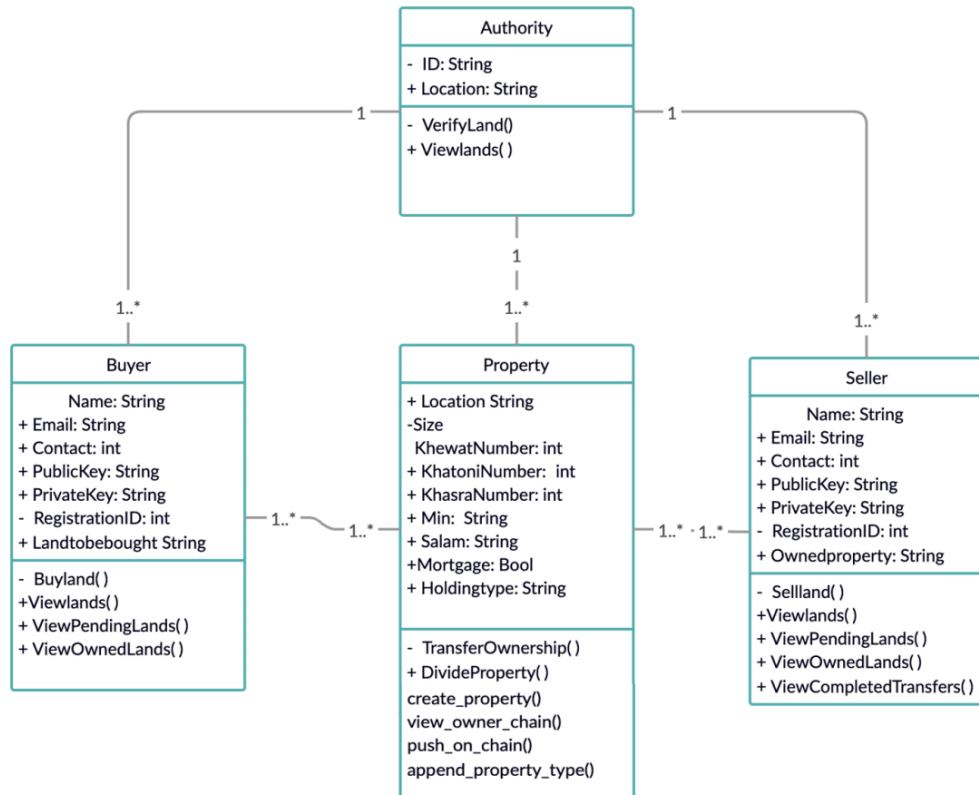 Authority
- ID: String
+ Location: String
- VerifyLand()
+ Viewlands( )
1
1
1
1..*
1..*
1..*
Buyer
Name: String
+ Email: String
+ Contact: int
+ PublicKey: String
+ PrivateKey: String
- RegistrationID: int
+ Landtobebought String
- Buyland( )
+Viewlands( )
+ ViewPendingLands( )
+ ViewOwnedLands( )
1..*
1..*
Property
+ Location String
-Size
KhewatNumber: int
+ KhatoniNumber: int
+ KhasraNumber: int
+ Min: String
+ Salam: String
+Mortgage: Bool
+ Holdingtype: String
- TransferOwnership( )
+ DivideProperty( )
create_property()
view_owner_chain()
push_on_chain()
append_property_type()
1..*
1..*
Seller
Name: String
+ Email: String
+ Contact: int
+ PublicKey: String
+ PrivateKey: String
- RegistrationID: int
+ Ownedproperty: String
- Sellland( )
+Viewlands( )
+ ViewPendingLands( )
+ ViewOwnedLands( )
+ ViewCompletedTransfers( )